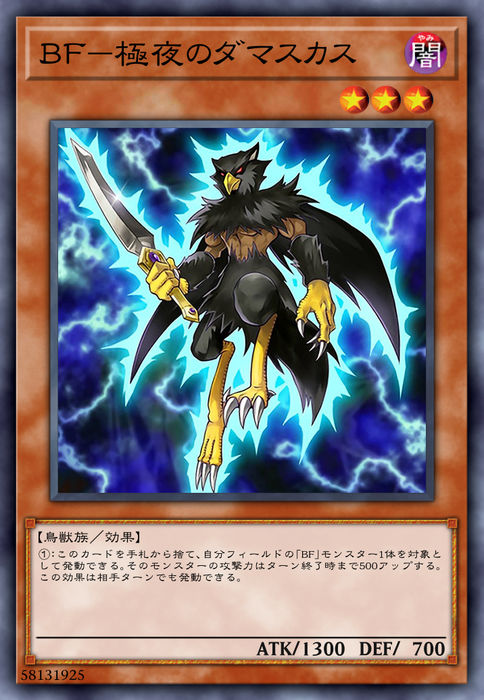 BF－極夜のダマスカス
やみ
闇
【鳥獣族／効果】
①：このカードを手札から捨て、自分フィールドの「BF」モンスター1体を対象と
して発動できる。そのモンスターの攻撃力はターン終了時まで500アップする。
この効果は相手ターンでも発動できる。
ATK/1300 DEF/ 700
58131925